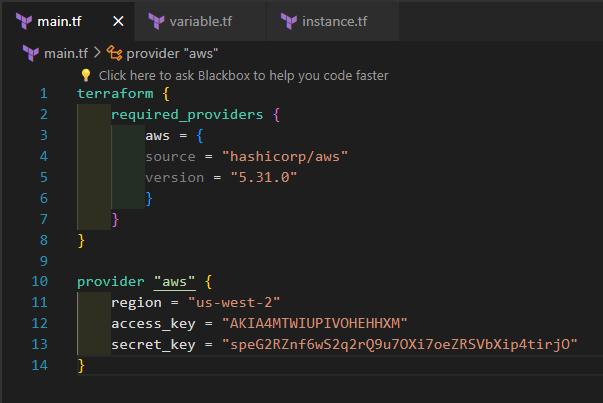 main.tf
variable.tf
instance.tf
main.tf > provider "aws"
Click here to ask Blackbox to help you code faster
1 terraform {
2 required_providers {
3 aws = {
4 source = "hashicorp/aws"
5 version = "5.31.0"
6 }
7 }
8 }
9
10 provider "aws" {
11 region = "us-west-2"
12 access_key = "AKIA4MTWIUPIVOHEHHXM"
13 secret_key = "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"
14 }